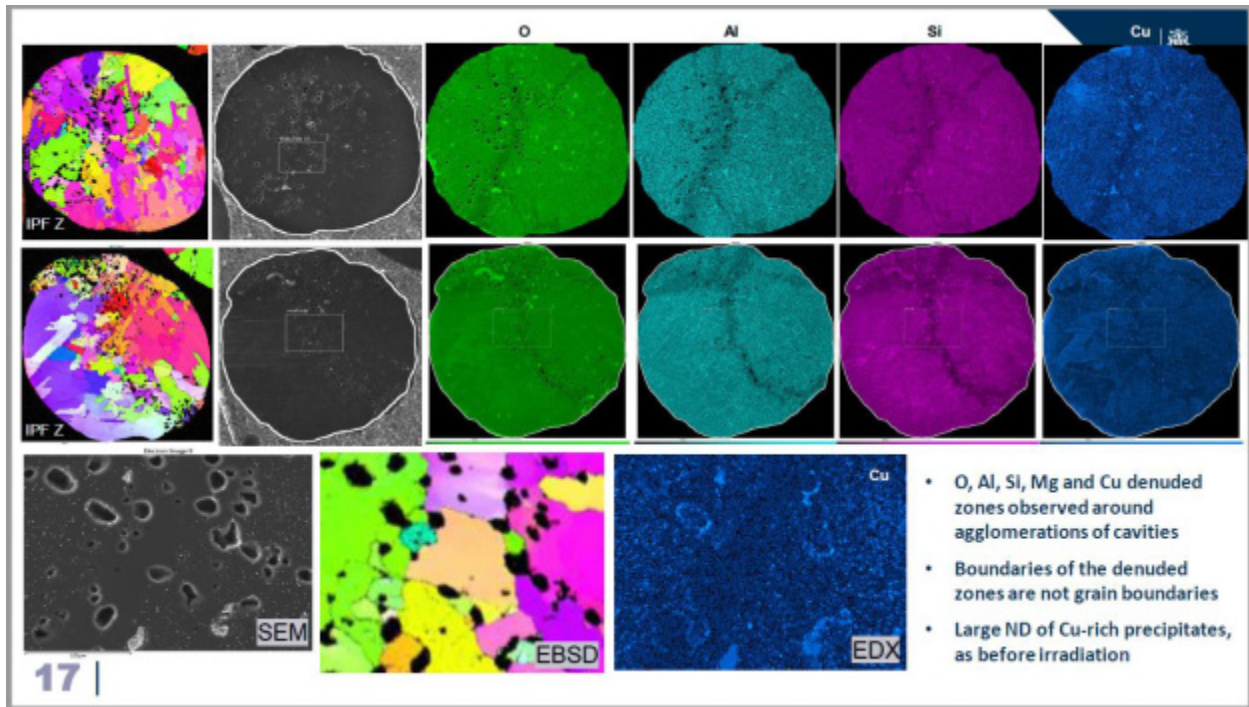 O Al Si Cu
IPF Z
IPF Z
SEM
EBSD
Cu
EDX
• O, Al, Si, Mg and Cu denuded
zones observed around
agglomerations of cavities
• Boundaries of the denuded
zones are not grain boundaries
• Large ND of Cu-rich precipitates,
as before irradiation
17